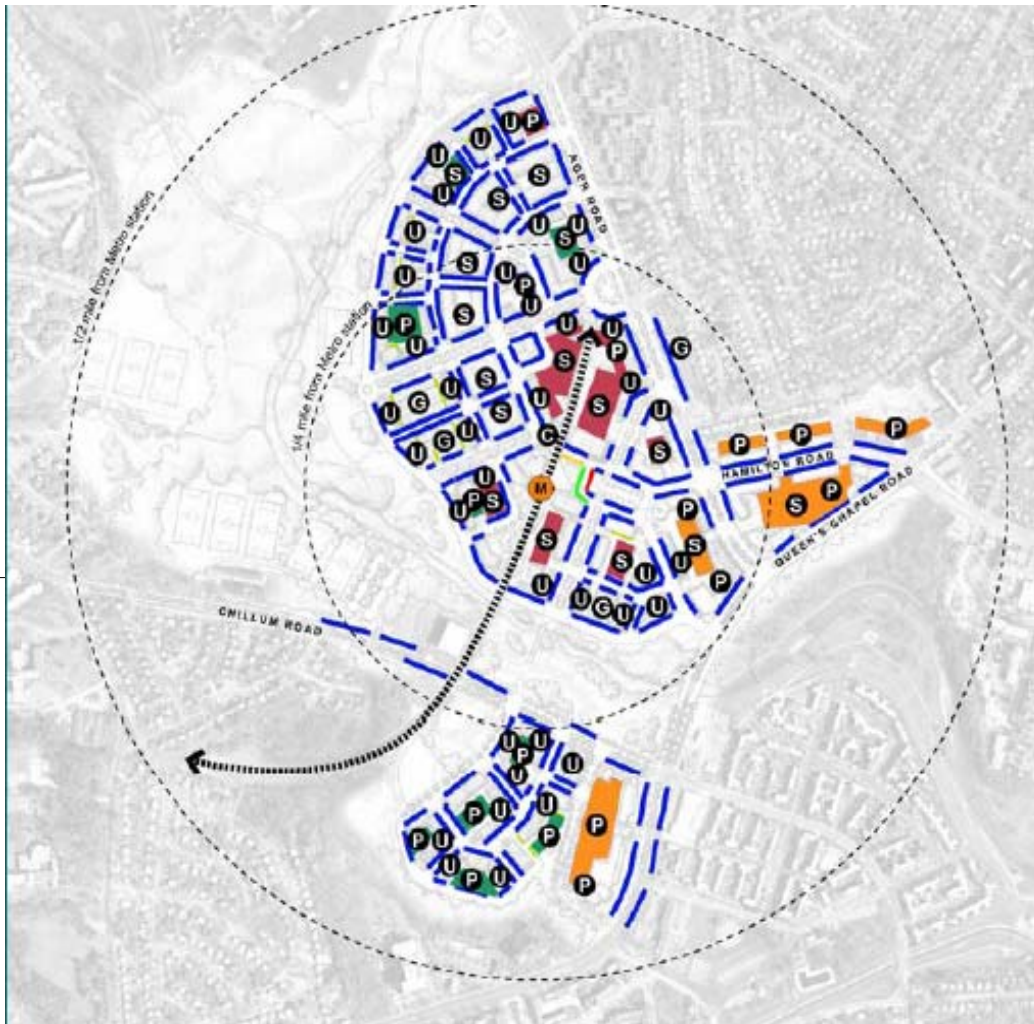 U P
U
U
S
U
S
S
AGER ROAD
U U
S
U
U
S
U
U
P
U
S
1/2 mile from Metro station
1/4 mile from Metro station
U P
U
U U
P
S
G
S
U G U
U
S
U
S
U
C
U G U
S
P P P
HAMILTON ROAD
U
P S
U
M
S P
QUEEN'S CHAPEL ROAD
P
S
S
S
U
U
P
U
U G U
U
CHILLUM ROAD
U U
P
U
U
P U
U
P
P U
P
U P U
P